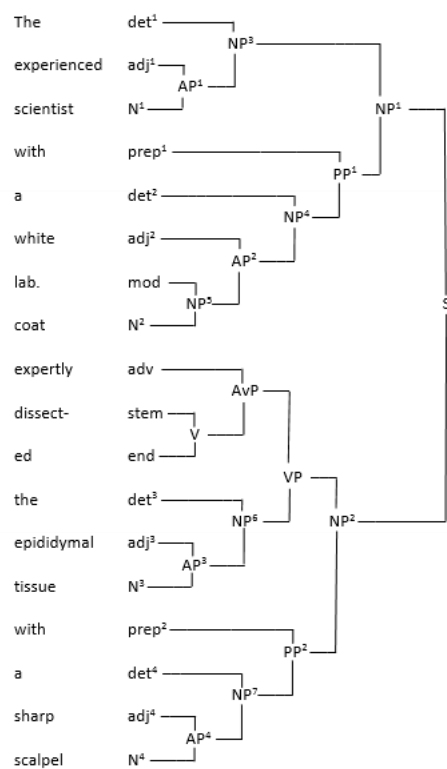 The det¹
NP³
experienced adj¹
AP¹
scientist N¹ NP¹
with prep¹
PP¹
a det²
NP⁴
white adj²
AP²
lab. mod
NP⁵ S
coat N²
expertly adv
AvP
dissect- stem
V
ed end
VP
the det³
NP⁶ NP²
epididymal adj³
AP³
tissue N³
with prep²
PP²
a det⁴
NP⁷
sharp adj⁴
AP⁴
scalpel N⁴